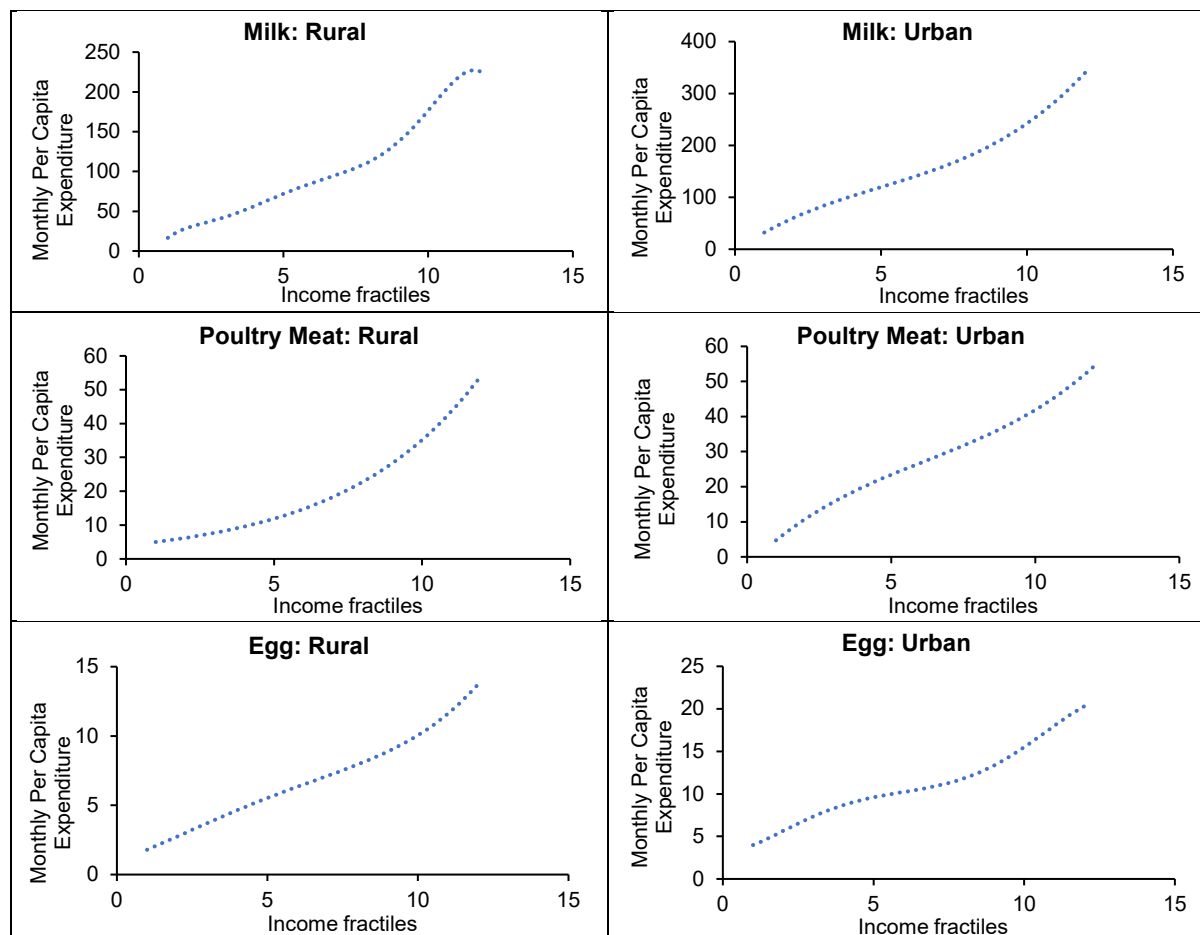 Milk: Rural
Monthly Per Capita
Expenditure
250
200
150
100
50
0
0 5 10 15
Income fractiles
Milk: Urban
Monthly Per Capita
Expenditure
400
300
200
100
0
0 5 10 15
Income fractiles
Poultry Meat: Rural
Monthly Per Capita
Expenditure
60
50
40
30
20
10
0
0 5 10 15
Income fractiles
Poultry Meat: Urban
Monthly Per Capita
Expenditure
60
50
40
30
20
10
0
0 5 10 15
Income fractiles
Egg: Rural
Monthly Per Capita
Expenditure
15
10
5
0
0 5 10 15
Income fractiles
Egg: Urban
Monthly Per Capita
Expenditure
25
20
15
10
5
0
0 5 10 15
Income fractiles